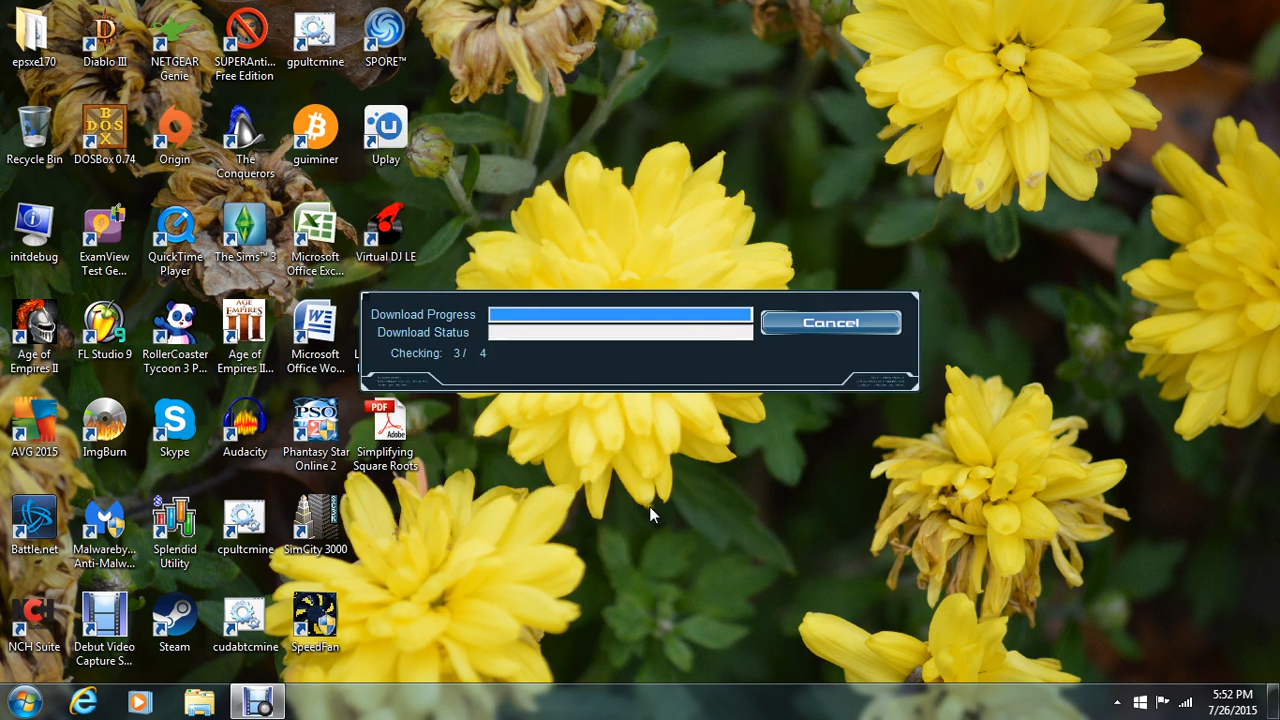 epsxe170
Diablo III
NETGEAR
Genie
SUPERAnti...
Free Edition
gpultcmine
SPORE™
Recycle Bin
DOSBox 0.74
Origin
The
Conquerors
guiminer
Uplay
initdebug
ExamView
Test Ge...
QuickTime
Player
The Sims™ 3
Microsoft
Office Exc...
Virtual DJ LE
Age of
Empires II
FL Studio 9
RollerCoaster
Tycoon 3 P...
Age of
Empires II...
Microsoft
Office Wo...
Download Progress
Cancel
Download Status
Checking: 3 / 4
AVG 2015
ImgBurn
Skype
Audacity
Phantasy Star
Online 2
Simplifying
Square Roots
Battle.net
Malwareby...
Anti-Malw...
Splendid
Utility
cpultcmine
SimCity 3000
NCH Suite
Debut Video
Capture S...
Steam
cudabtcmine
SpeedFan
5:52 PM
7/26/2015